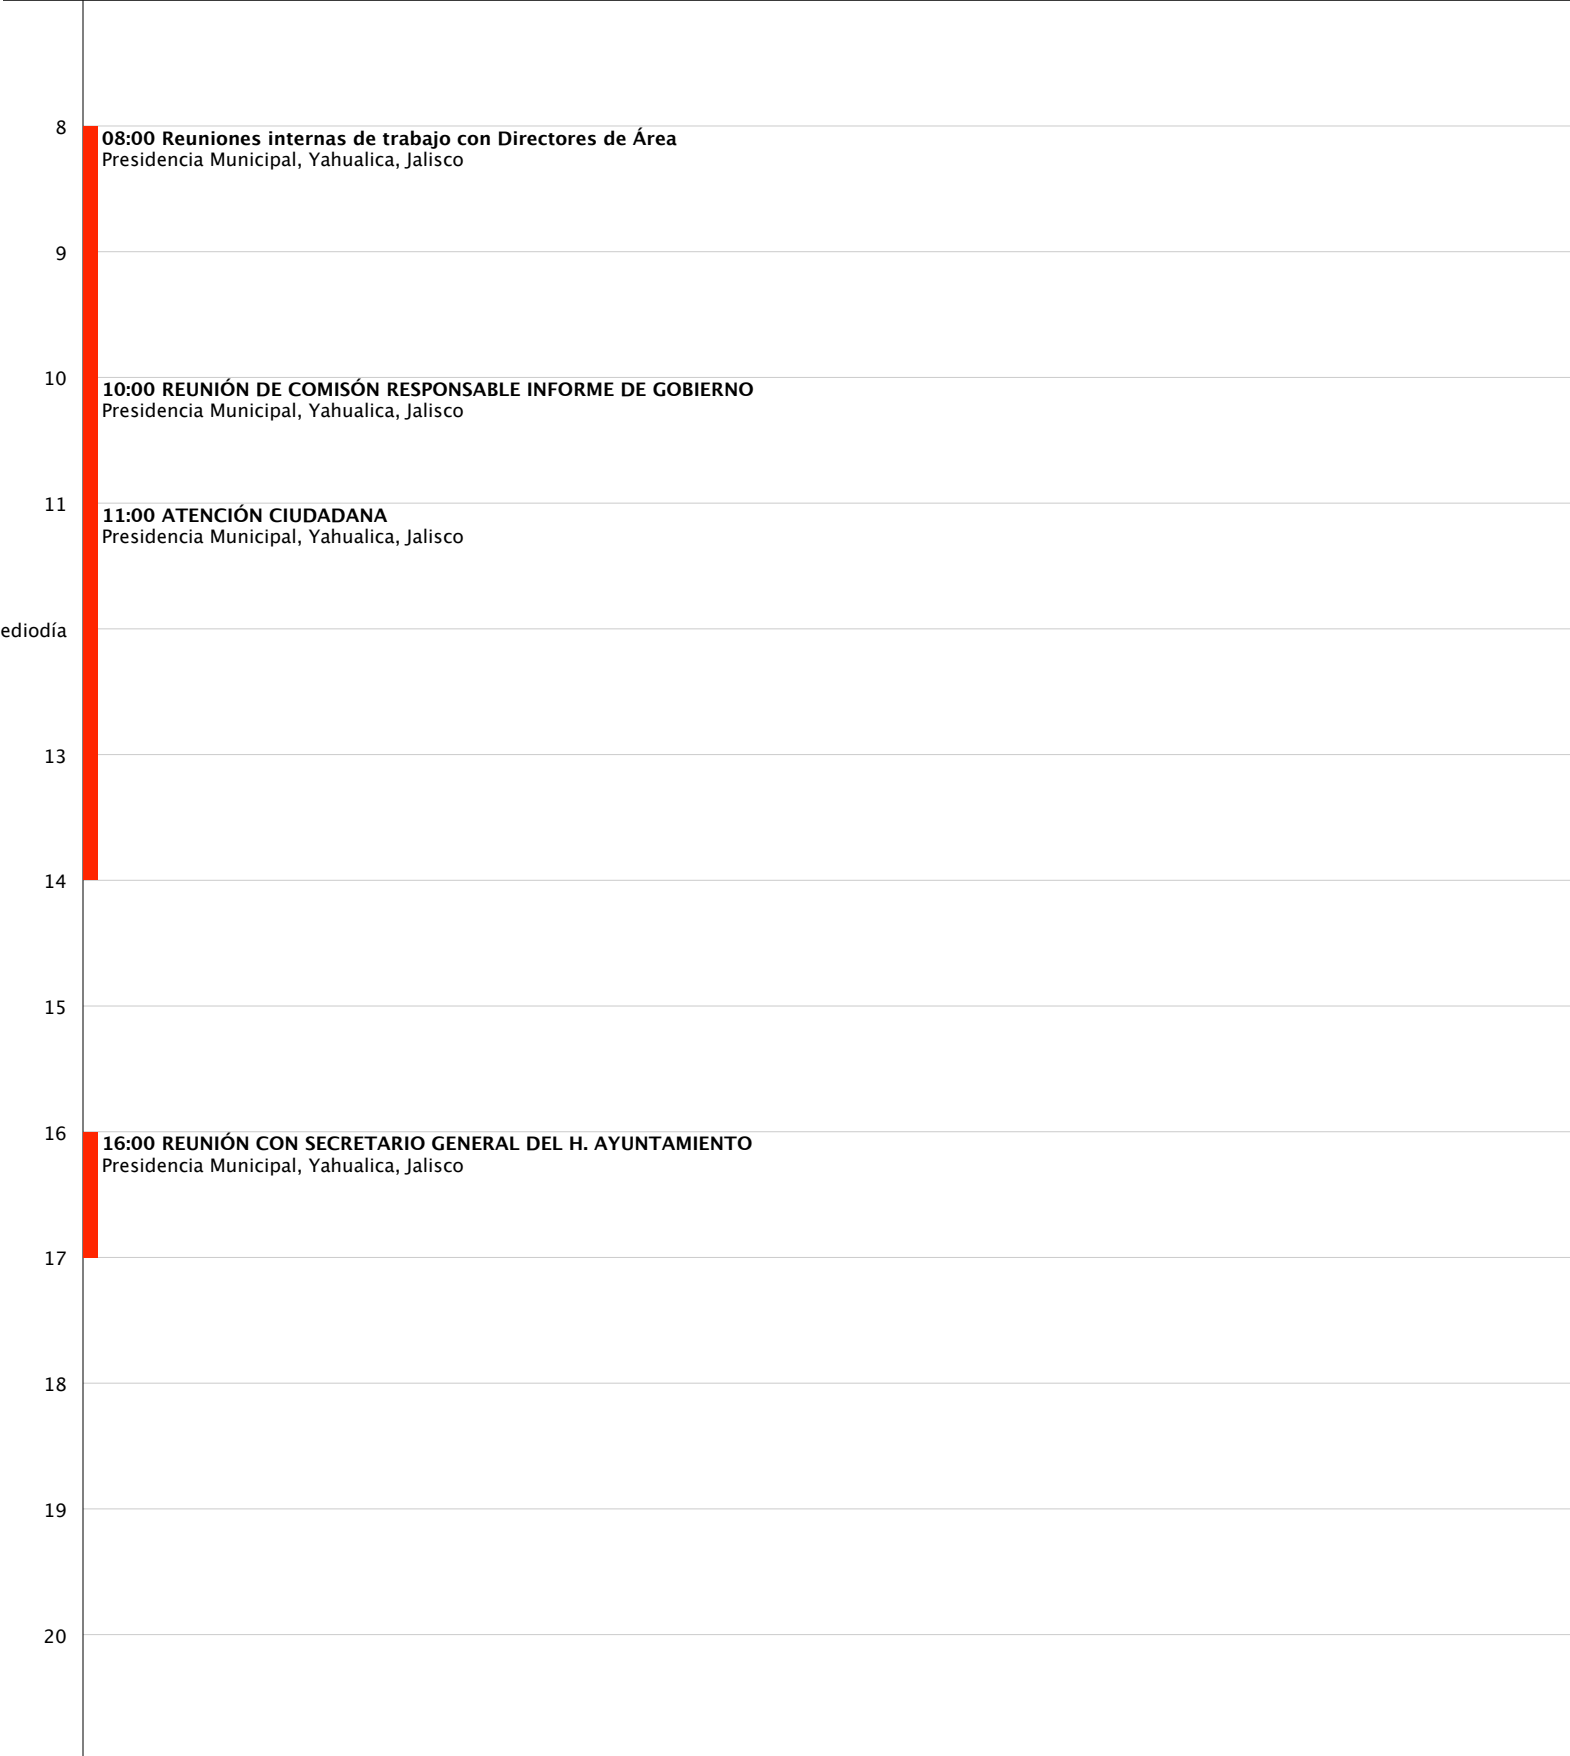 8
08:00 Reuniones internas de trabajo con Directores de Área
Presidencia Municipal, Yahualica, Jalisco
9
10
10:00 REUNIÓN DE COMISÓN RESPONSABLE INFORME DE GOBIERNO
Presidencia Municipal, Yahualica, Jalisco
11
11:00 ATENCIÓN CIUDADANA
Presidencia Municipal, Yahualica, Jalisco
ediodía
13
14
15
16
16:00 REUNIÓN CON SECRETARIO GENERAL DEL H. AYUNTAMIENTO
Presidencia Municipal, Yahualica, Jalisco
17
18
19
20